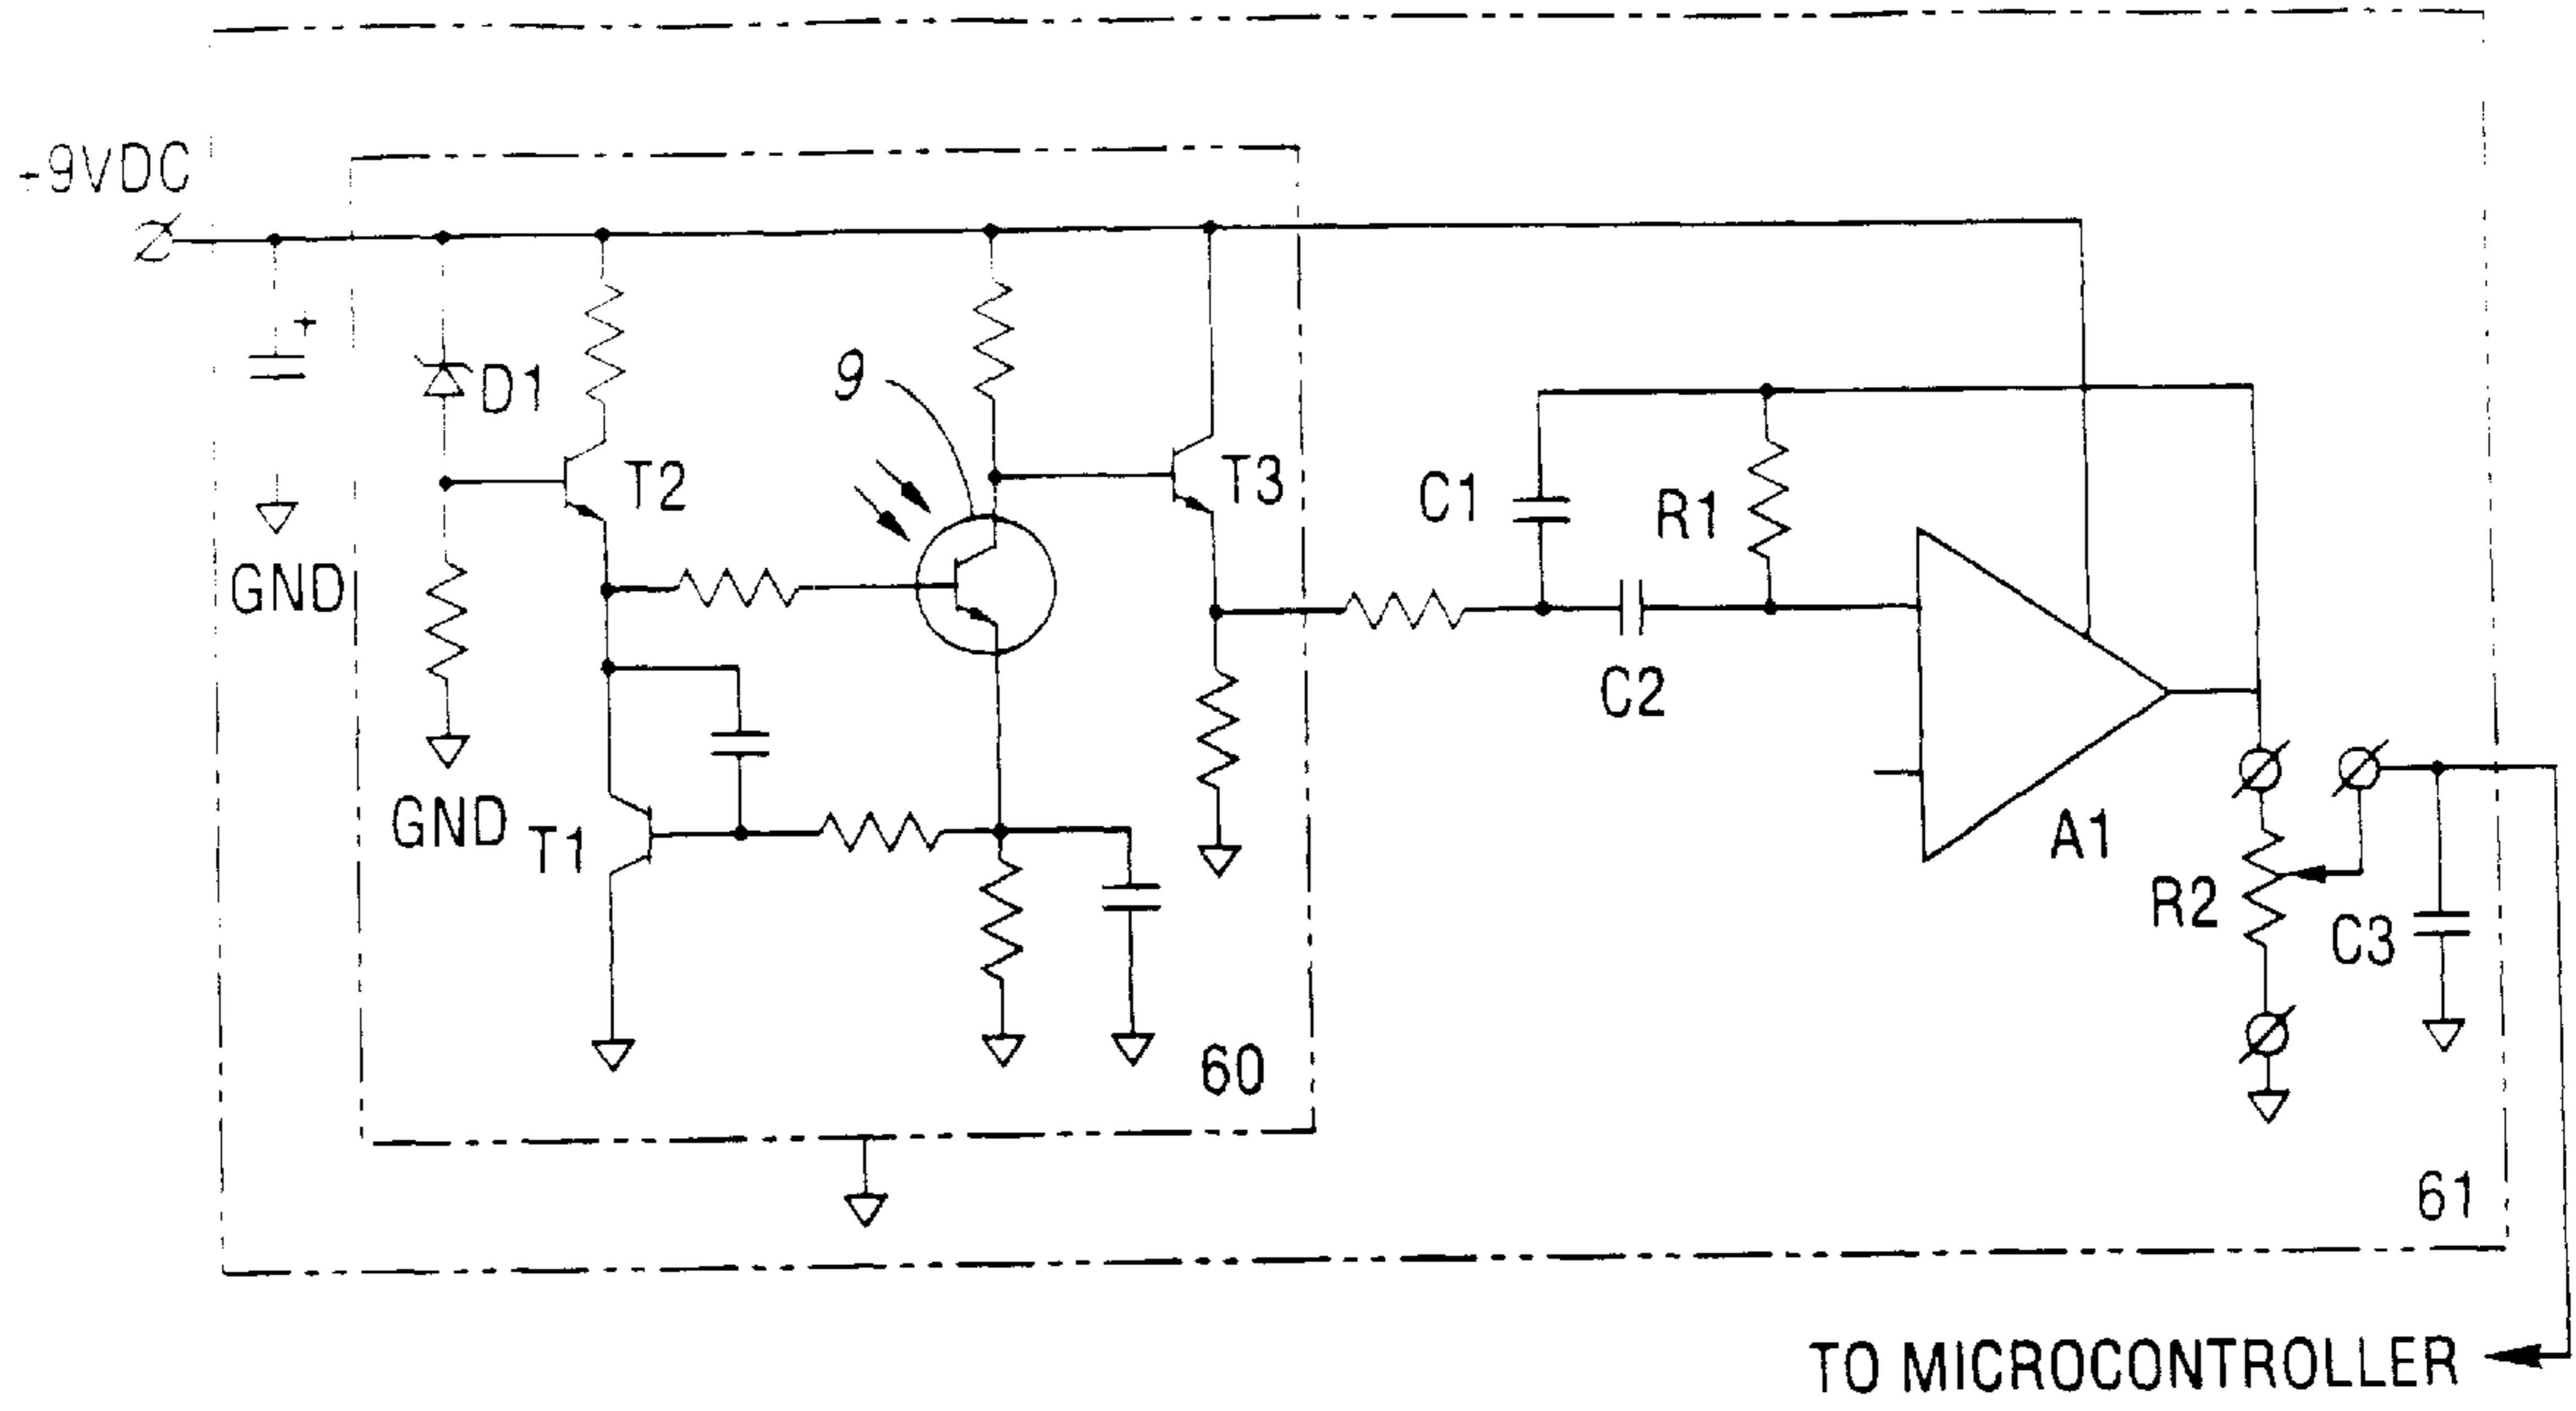 +9VDC
D1
9
T2
T3
C1
R1
GND
C2
GND
T1
A1
R2
C3
60
61
TO MICROCONTROLLER